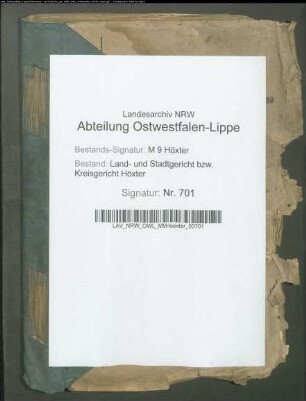 Landesarchiv NRW
Abteilung Ostwestfalen-Lippe
Bestands-Signatur: M 9 Höxter
Bestand: Land- und Stadtgericht bzw.
Kreisgericht Höxter
Signatur: Nr. 701
LAV_NRW_OWL_M9Hoexter_00701